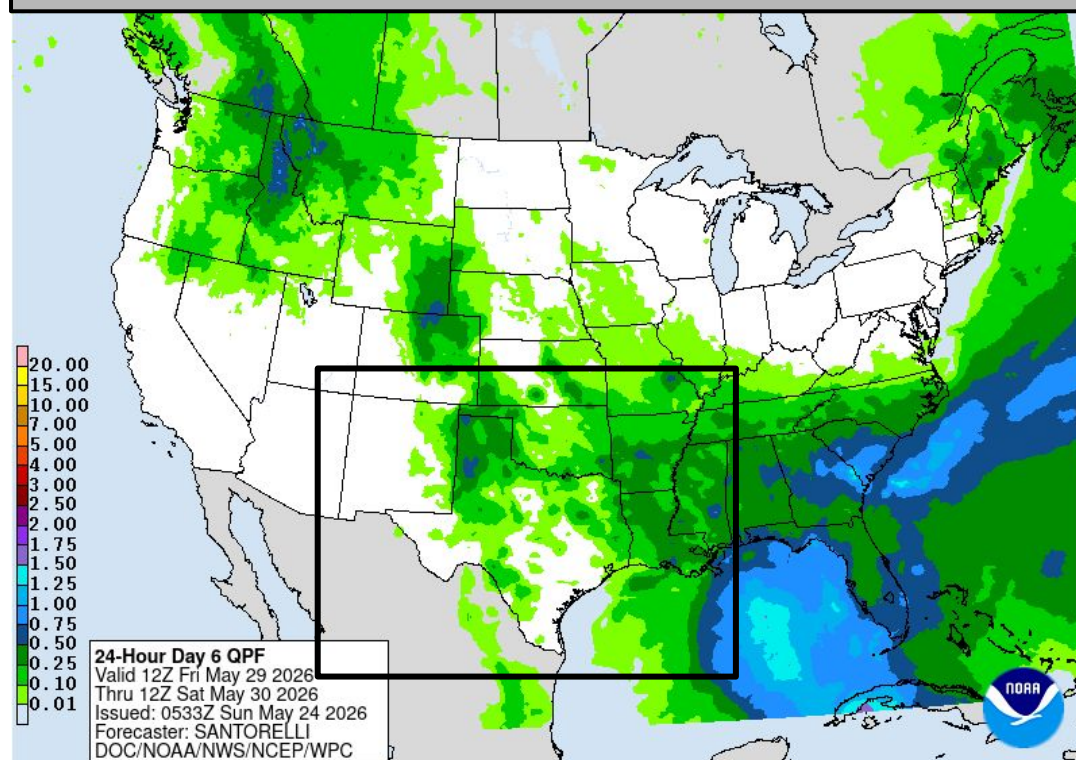 20.00
15.00
10.00
7.00
5.00
4.00
3.00
2.50
2.00
1.75
1.50
1.25
1.00
0.75
0.50
0.25
0.10
0.01
24-Hour Day 6 QPF
Valid 12Z Fri May 29 2026
Thru 12Z Sat May 30 2026
Issued: 0533Z Sun May 24 2026
Forecaster: SANTORELLI
DOC/NOAA/NWS/NCEP/WPC
NOAA